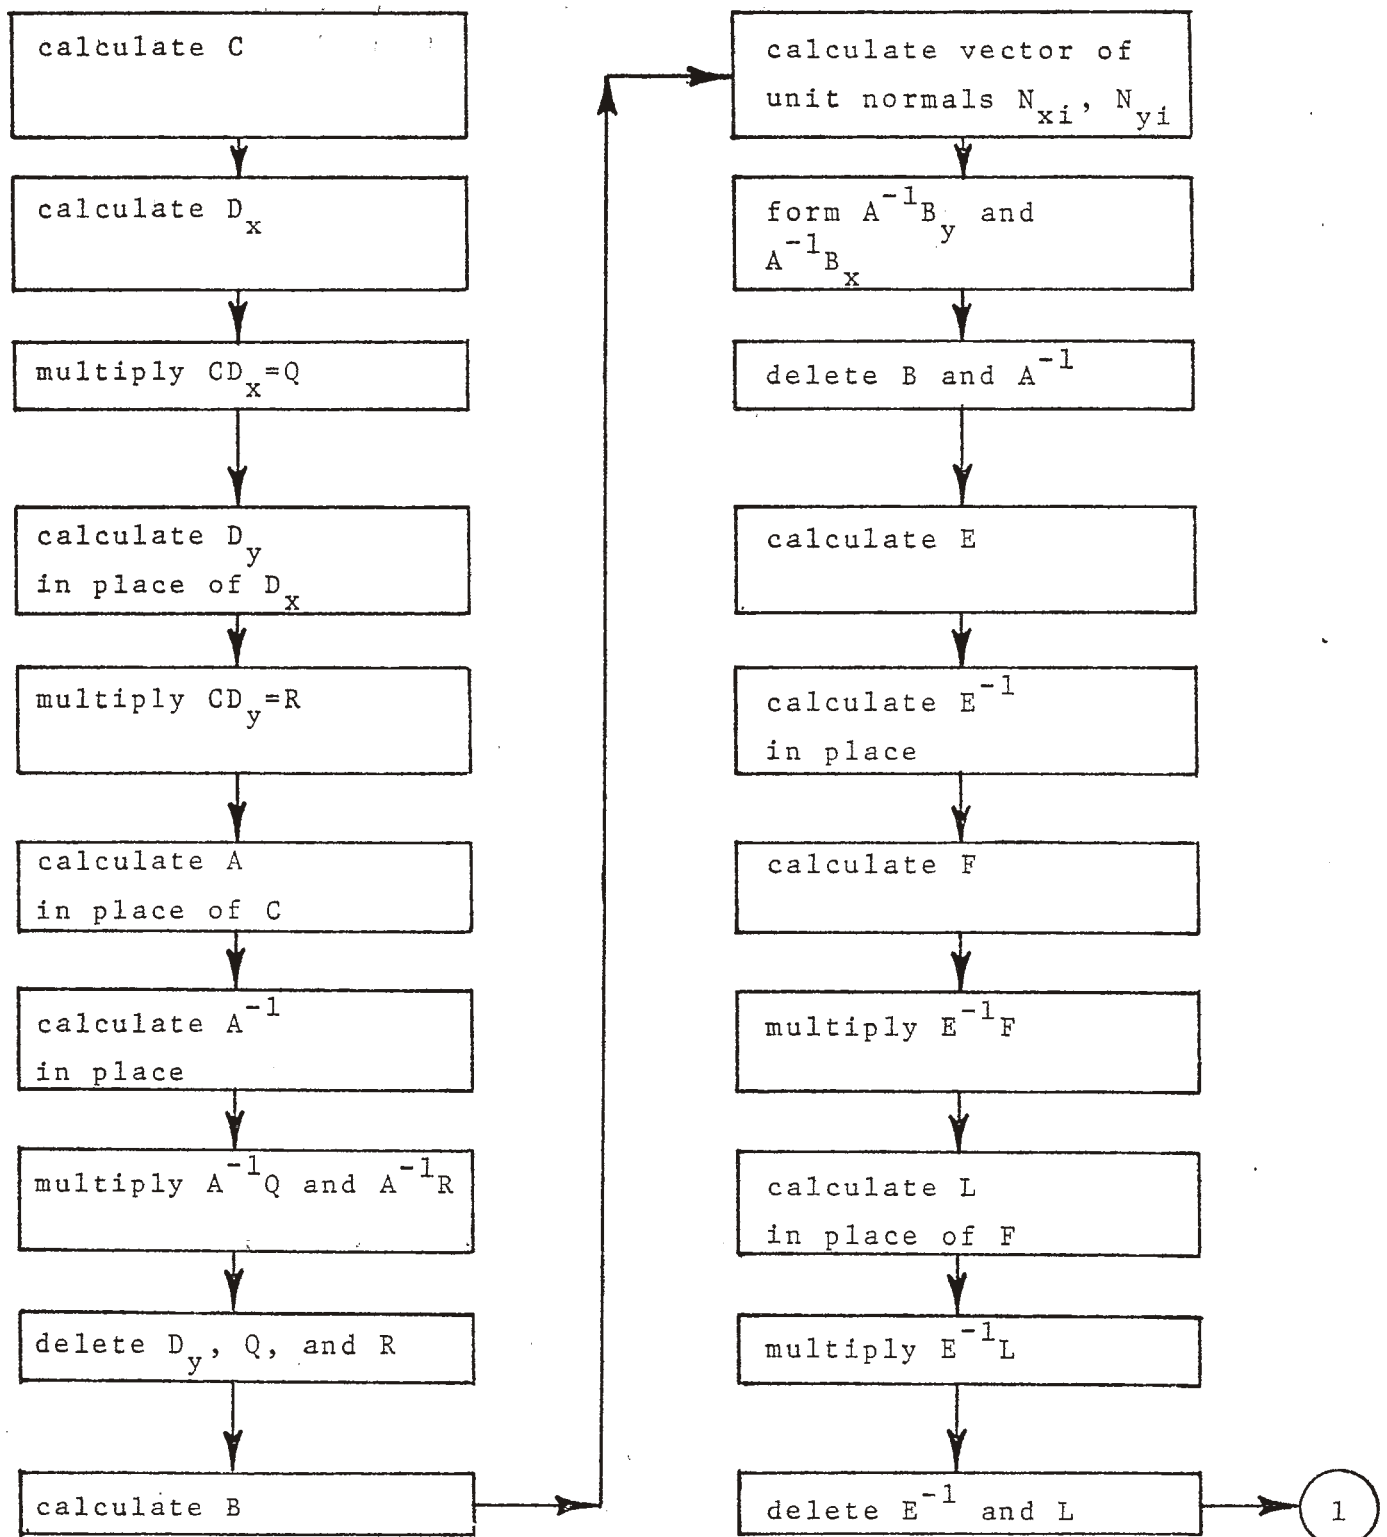 calculate C
calculate D_x
multiply CD_x=Q
calculate D_y
in place of D_x
multiply CD_y=R
calculate A
in place of C
calculate A^-1
in place
multiply A^-1Q and A^-1R
delete D_y, Q, and R
calculate B
calculate vector of
unit normals N_xi, N_yi
form A^-1B_y and
A^-1B_x
delete B and A^-1
calculate E
calculate E^-1
in place
calculate F
multiply E^-1F
calculate L
in place of F
multiply E^-1L
delete E^-1 and L
1